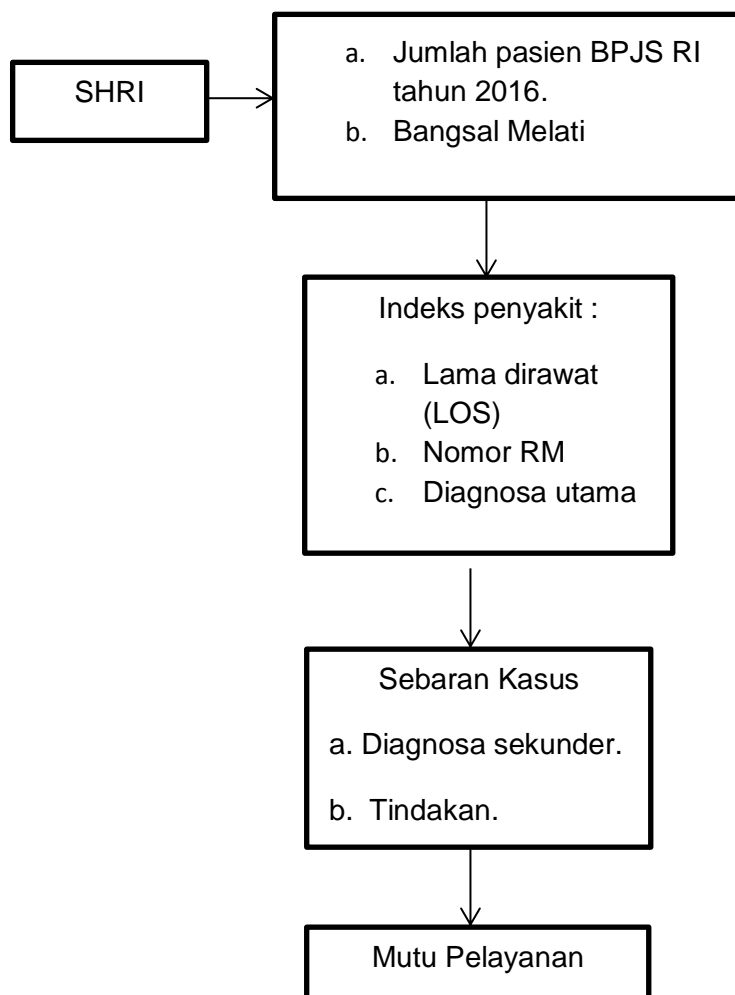 SHRI
a. Jumlah pasien BPJS RI
tahun 2016.
b. Bangsal Melati
Indeks penyakit :
a. Lama dirawat
(LOS)
b. Nomor RM
c. Diagnosa utama
Sebaran Kasus
a. Diagnosa sekunder.
b. Tindakan.
Mutu Pelayanan